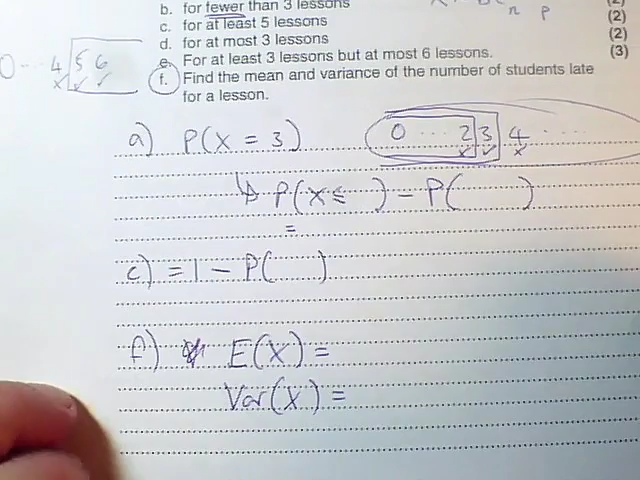 b. for fewer than 3 lessons
n p
c. for at least 5 lessons (2)
d. for at most 3 lessons (2)
e. For at least 3 lessons but at most 6 lessons. (3)
f. Find the mean and variance of the number of students late
for a lesson.
0 ... 4 5 6
a) P(X = 3)
0 ... 2 3 4 ...
P(X ≤ ) - P( )
=
c) = 1 - P( )
f) E(X) =
Var(X) =